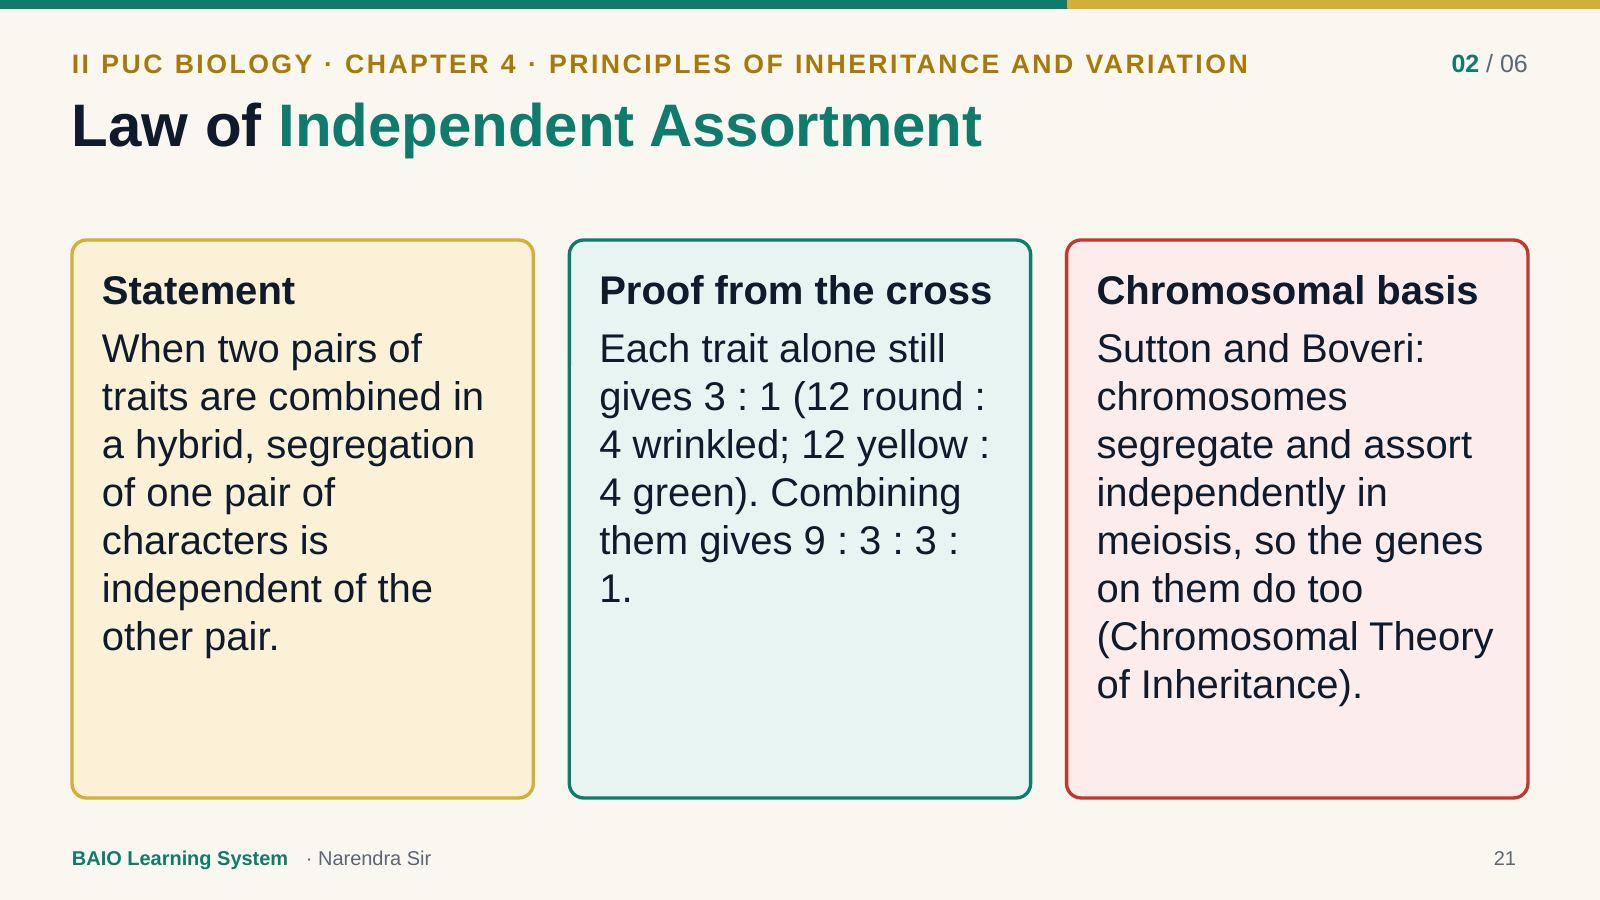 II PUC BIOLOGY · CHAPTER 4 · PRINCIPLES OF INHERITANCE AND VARIATION
02 / 06
Law of Independent Assortment
Statement
When two pairs of
traits are combined in
a hybrid, segregation
of one pair of
characters is
independent of the
other pair.
Proof from the cross
Each trait alone still
gives 3 : 1 (12 round :
4 wrinkled; 12 yellow :
4 green). Combining
them gives 9 : 3 : 3 :
1.
Chromosomal basis
Sutton and Boveri:
chromosomes
segregate and assort
independently in
meiosis, so the genes
on them do too
(Chromosomal Theory
of Inheritance).
BAIO Learning System · Narendra Sir
21